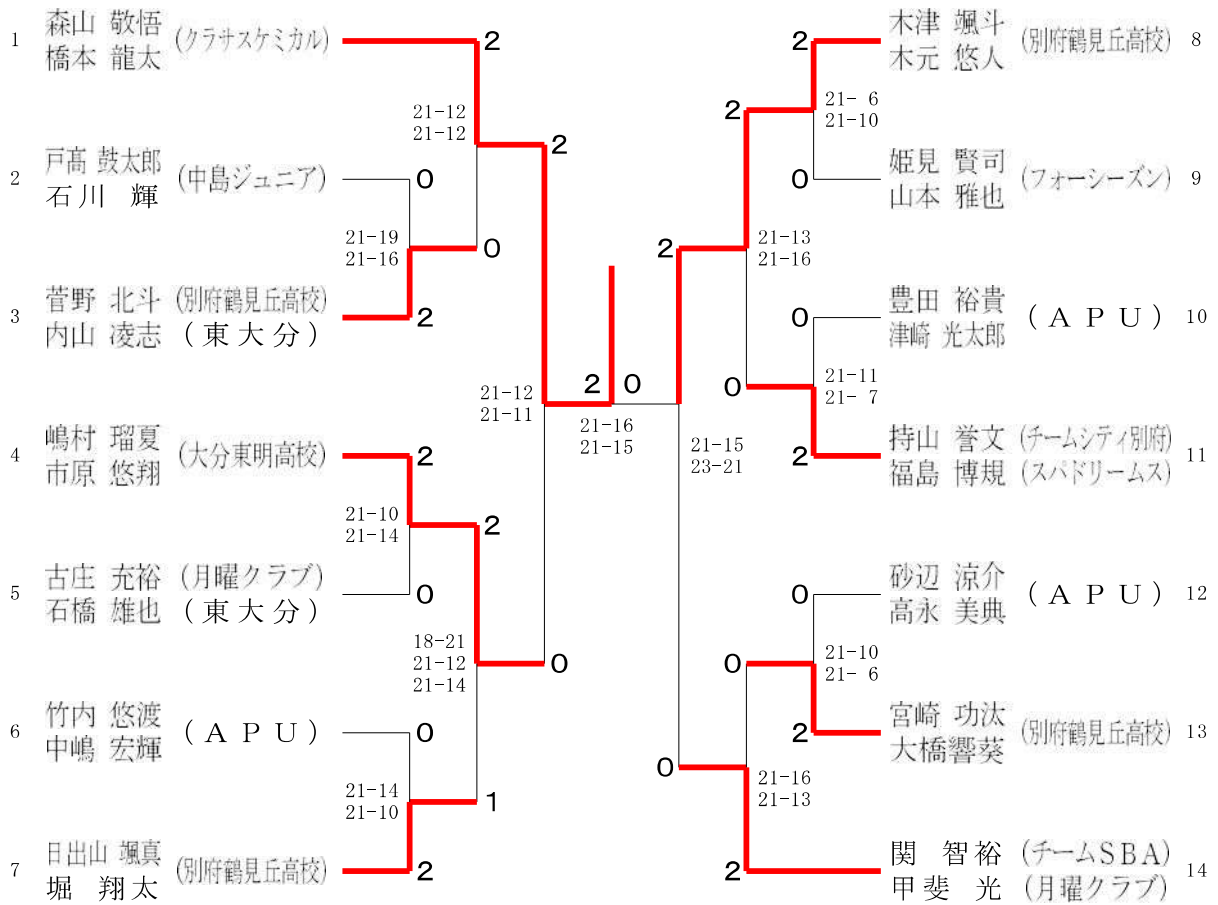 1 森山 敬悟 (クラサスケミカル)
橋本 龍太
2
21-12
21-12
2
2 戸髙 鼓太郎 (中島ジュニア)
石川 輝
0
21-19
21-16
0
3 菅野 北斗 (別府鶴見丘高校)
内山 凌志 (東大分)
2
21-12
21-11
4 嶋村 瑠夏 (大分東明高校)
市原 悠翔
2
21-10
21-14
2
5 古庄 充裕 (月曜クラブ)
石橋 雄也 (東大分)
0
18-21
21-12
21-14
0
6 竹内 悠渡 (ＡＰＵ)
中嶋 宏輝
0
21-14
21-10
1
7 日出山 颯真 (別府鶴見丘高校)
堀 翔太
2
2 0
21-16
21-15
2 木津 颯斗 (別府鶴見丘高校) 8
木元 悠人
2
21- 6
21-10
0 姫見 賢司 (フォーシーズン) 9
山本 雅也
2
21-13
21-16
0 豊田 裕貴 (ＡＰＵ) 10
津崎 光太郎
0
21-11
21- 7
2 持山 誉文 (チームシティ別府) 11
福島 博規 (スパドリームス)
21-15
23-21
0 砂辺 涼介 (ＡＰＵ) 12
高永 美典
0
21-10
21- 6
2 宮崎 功汰 (別府鶴見丘高校) 13
大橋響葵
0
21-16
21-13
2 関 智裕 (チームＳＢＡ) 14
甲斐 光 (月曜クラブ)